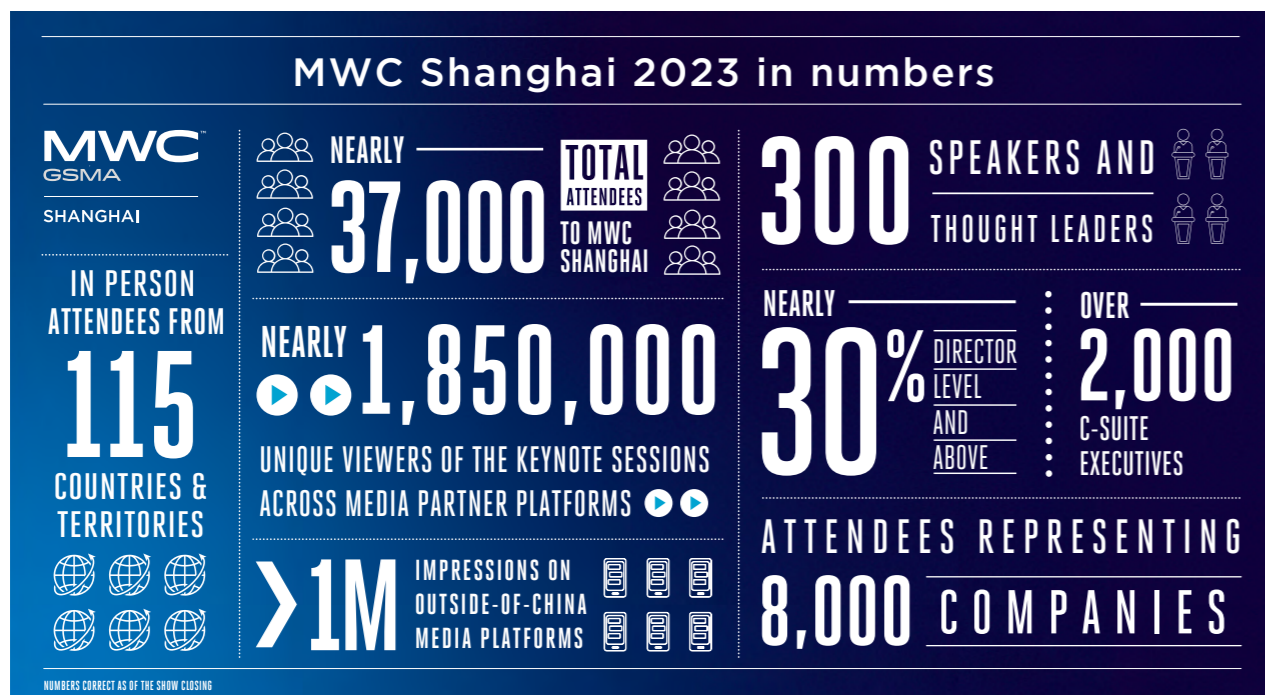 MWC Shanghai 2023 in numbers
MWC™
GSMA
SHANGHAI
IN PERSON
ATTENDEES FROM
115
COUNTRIES &
TERRITORIES
NEARLY
37,000
TOTAL
ATTENDEES
TO MWC
SHANGHAI
NEARLY
1,850,000
UNIQUE VIEWERS OF THE KEYNOTE SESSIONS
ACROSS MEDIA PARTNER PLATFORMS
>1M
IMPRESSIONS ON
OUTSIDE-OF-CHINA
MEDIA PLATFORMS
300
SPEAKERS AND
THOUGHT LEADERS
NEARLY
30%
DIRECTOR
LEVEL
AND
ABOVE
OVER
2,000
C-SUITE
EXECUTIVES
ATTENDEES REPRESENTING
8,000 COMPANIES
NUMBERS CORRECT AS OF THE SHOW CLOSING